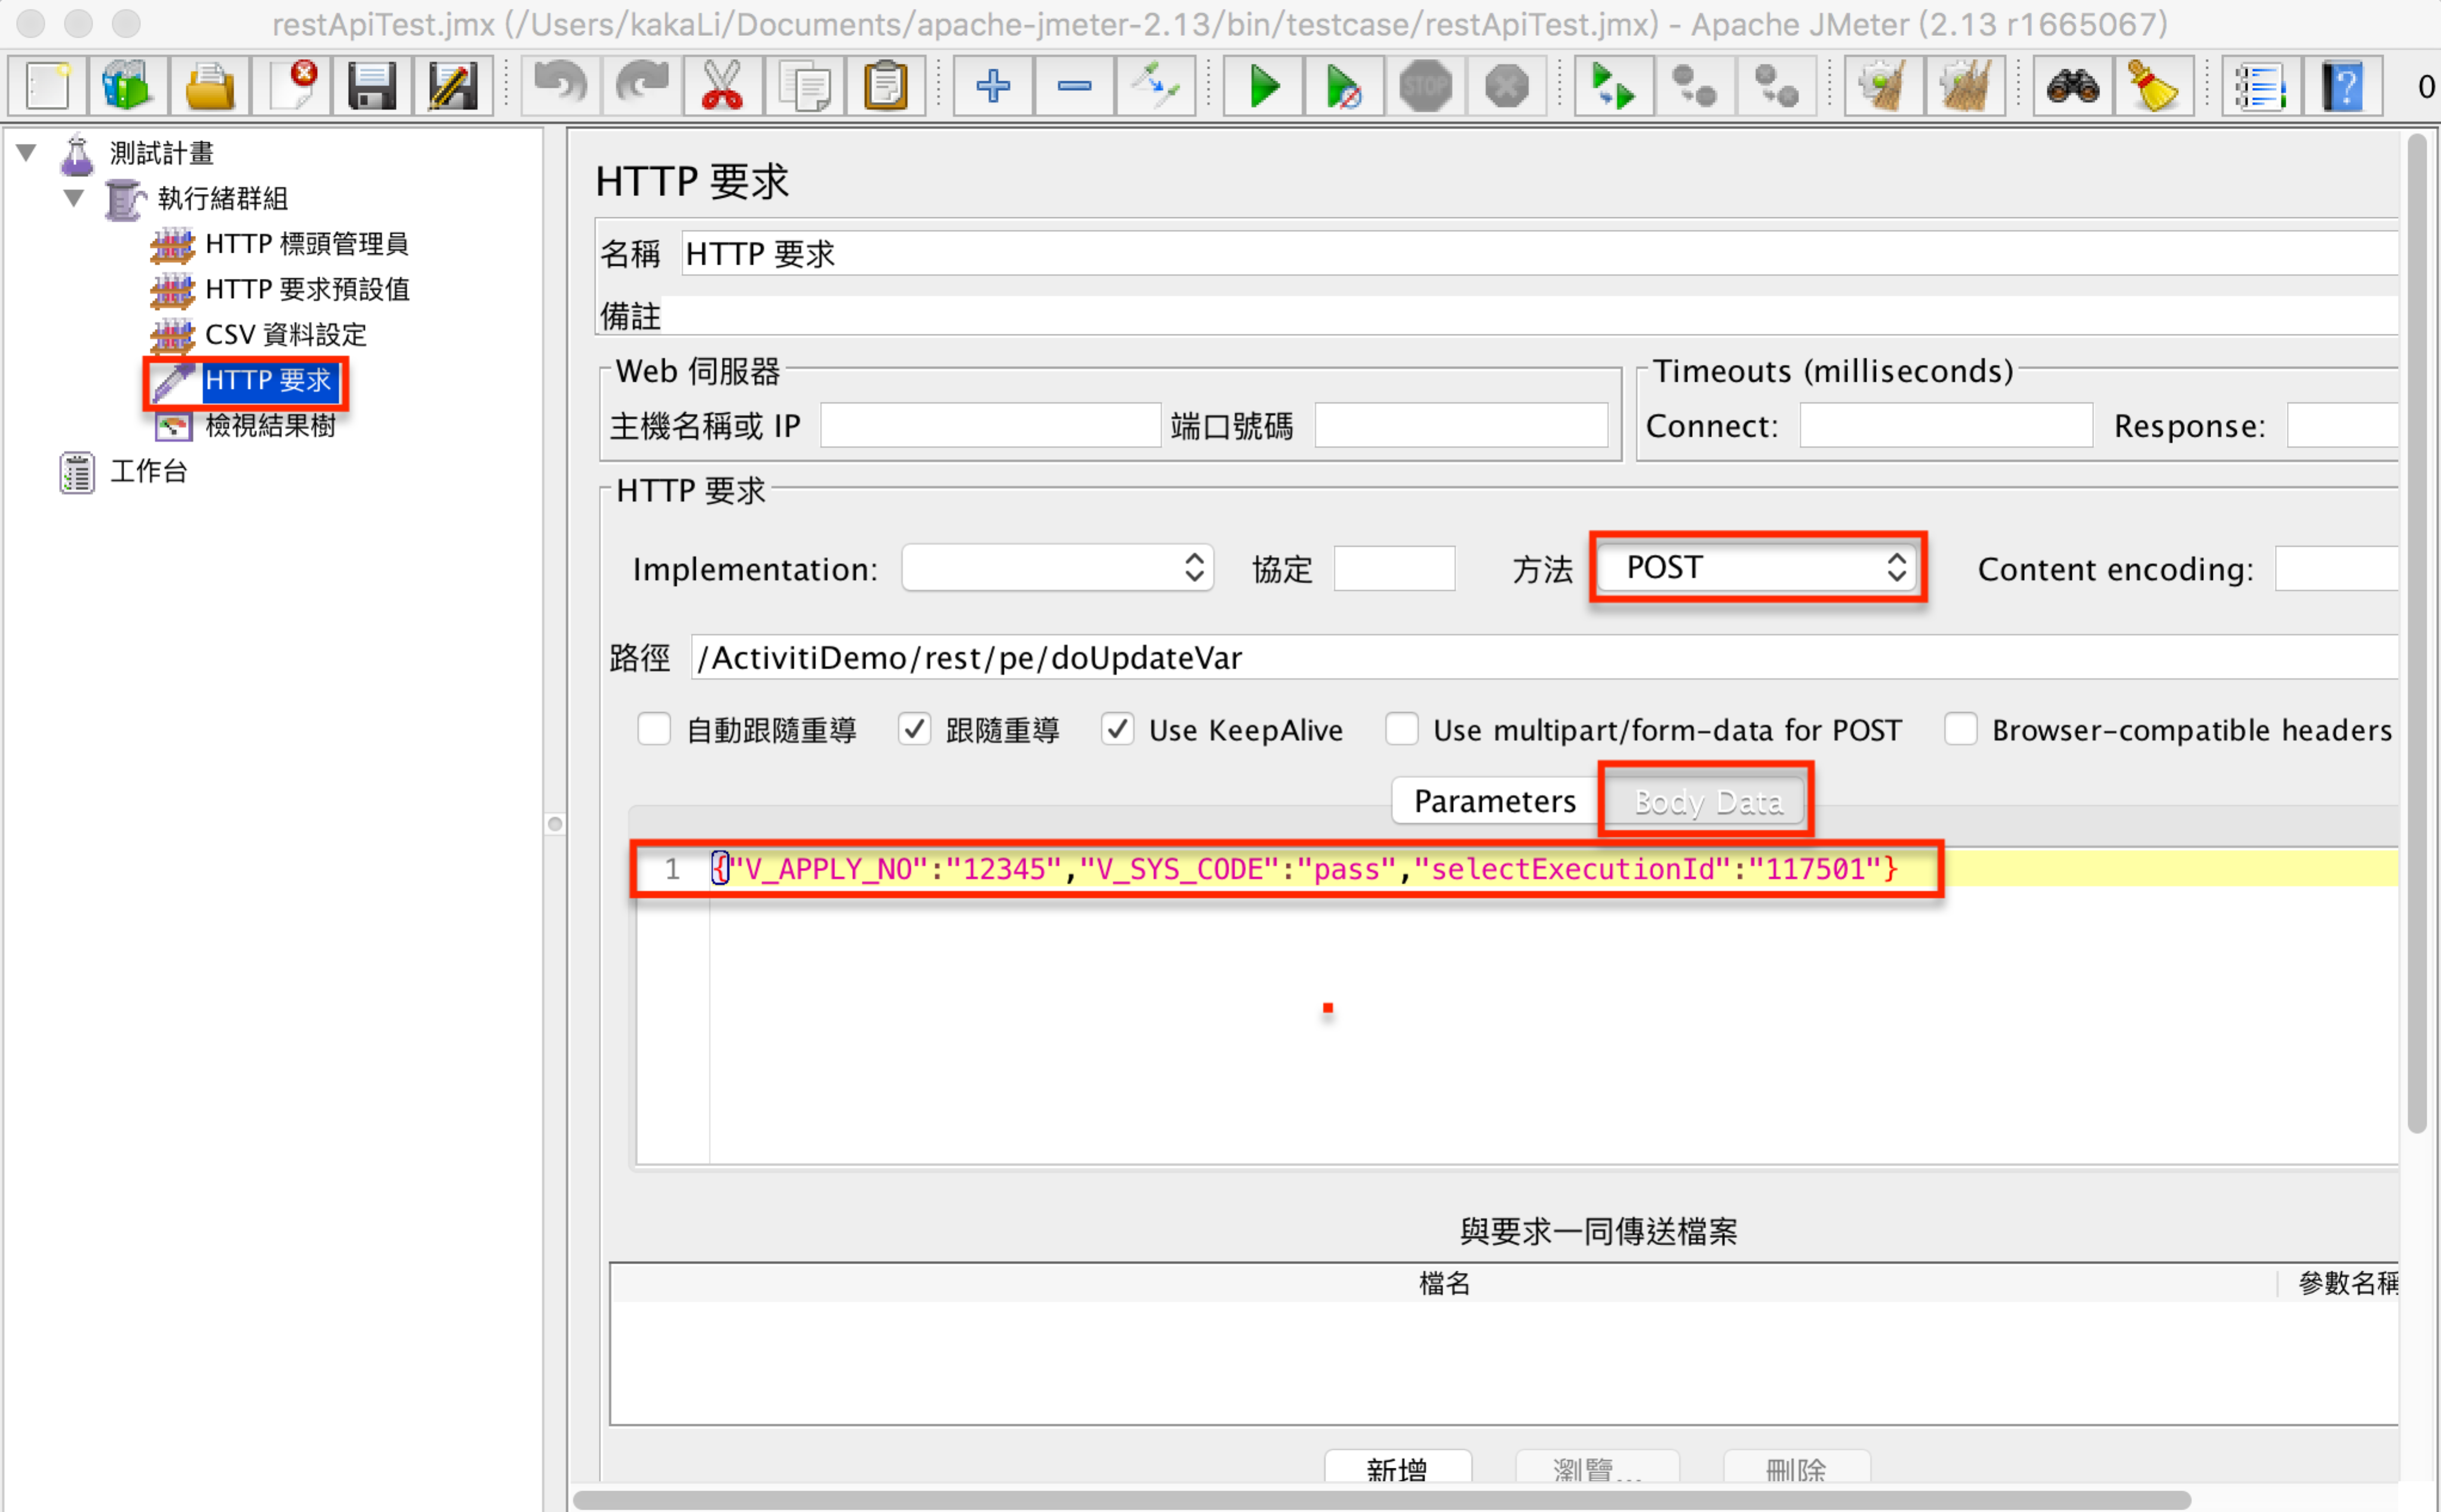 restApiTest.jmx (/Users/kakaLi/Documents/apache-jmeter-2.13/bin/testcase/restApiTest.jmx) - Apache JMeter (2.13 r1665067)
STOP
0
測試計畫
執行緒群組
HTTP 標頭管理員
HTTP 要求預設值
CSV 資料設定
HTTP 要求
檢視結果樹
工作台
HTTP 要求
名稱 HTTP 要求
備註
Web 伺服器 Timeouts (milliseconds)
主機名稱或 IP 端口號碼 Connect: Response:
HTTP 要求
Implementation: 協定 方法 POST Content encoding:
路徑 /ActivitiDemo/rest/pe/doUpdateVar
自動跟隨重導 跟隨重導 Use KeepAlive Use multipart/form-data for POST Browser-compatible headers
Parameters Body Data
1 {"V_APPLY_NO":"12345","V_SYS_CODE":"pass","selectExecutionId":"117501"}
與要求一同傳送檔案
檔名 參數名稱
新增 瀏覽... 刪除